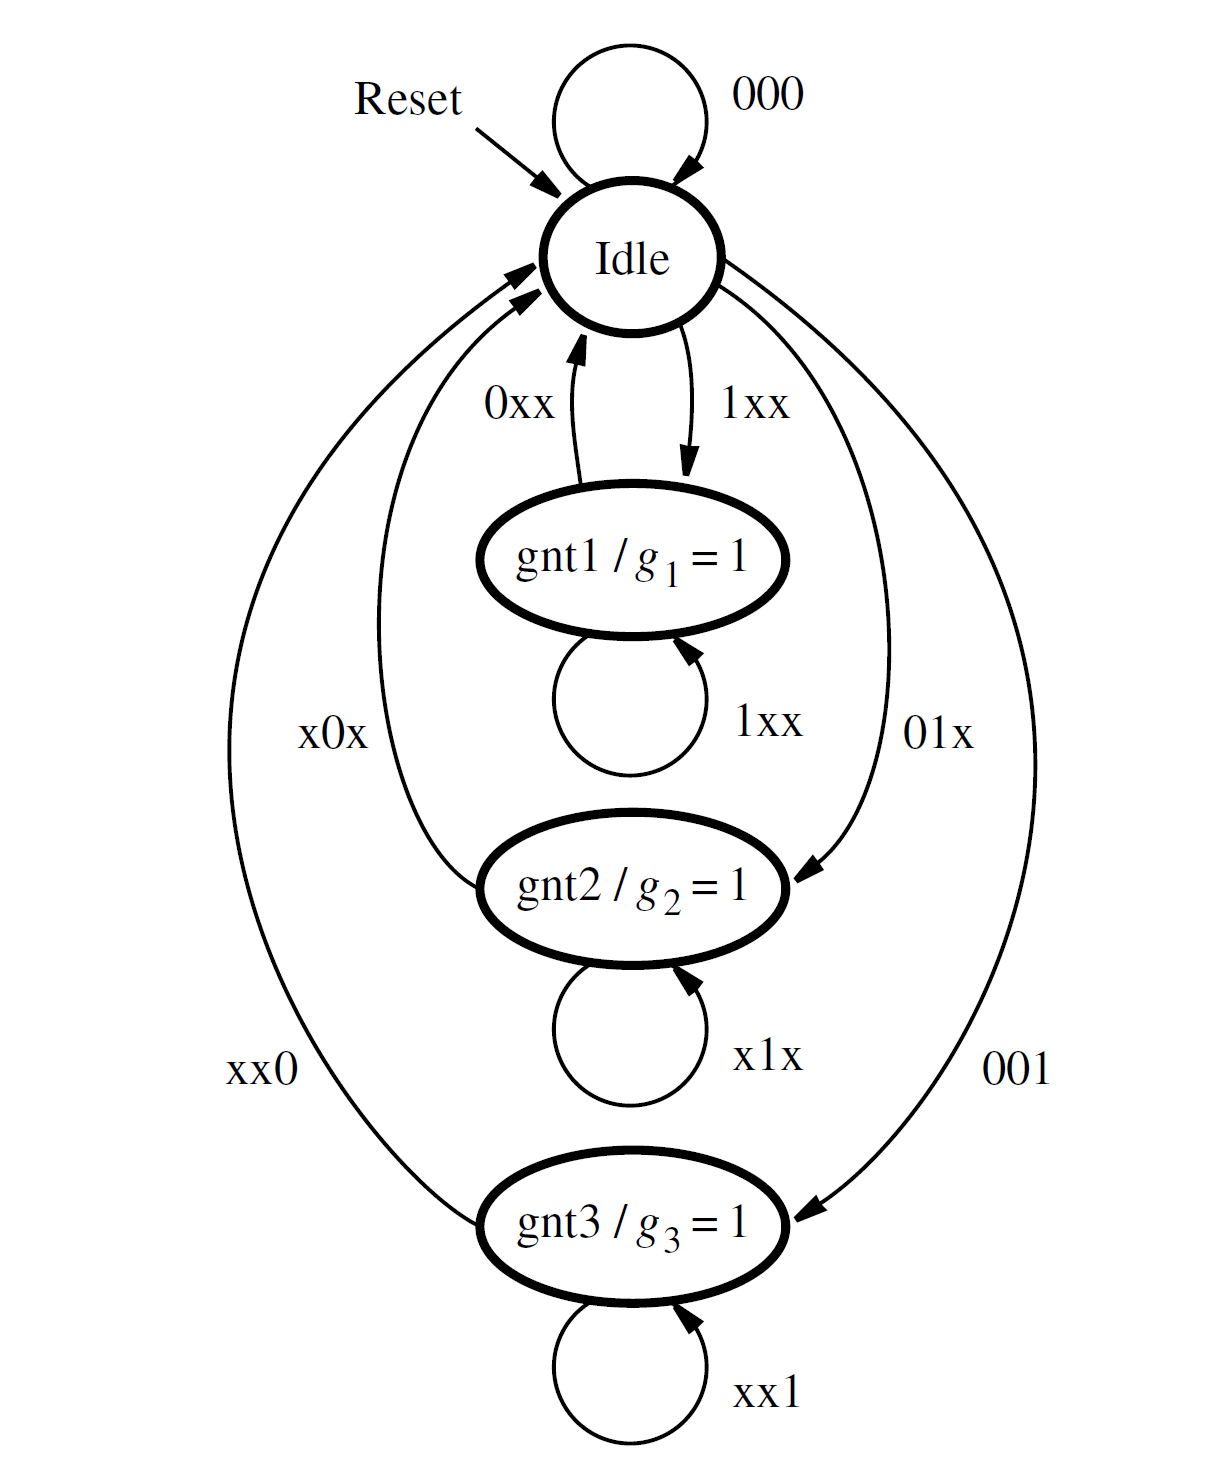 000
Reset
Idle
0xx
1xx
gnt1 / g1 = 1
1xx
x0x
01x
gnt2 / g2 = 1
x1x
xx0
001
gnt3 / g3 = 1
xx1